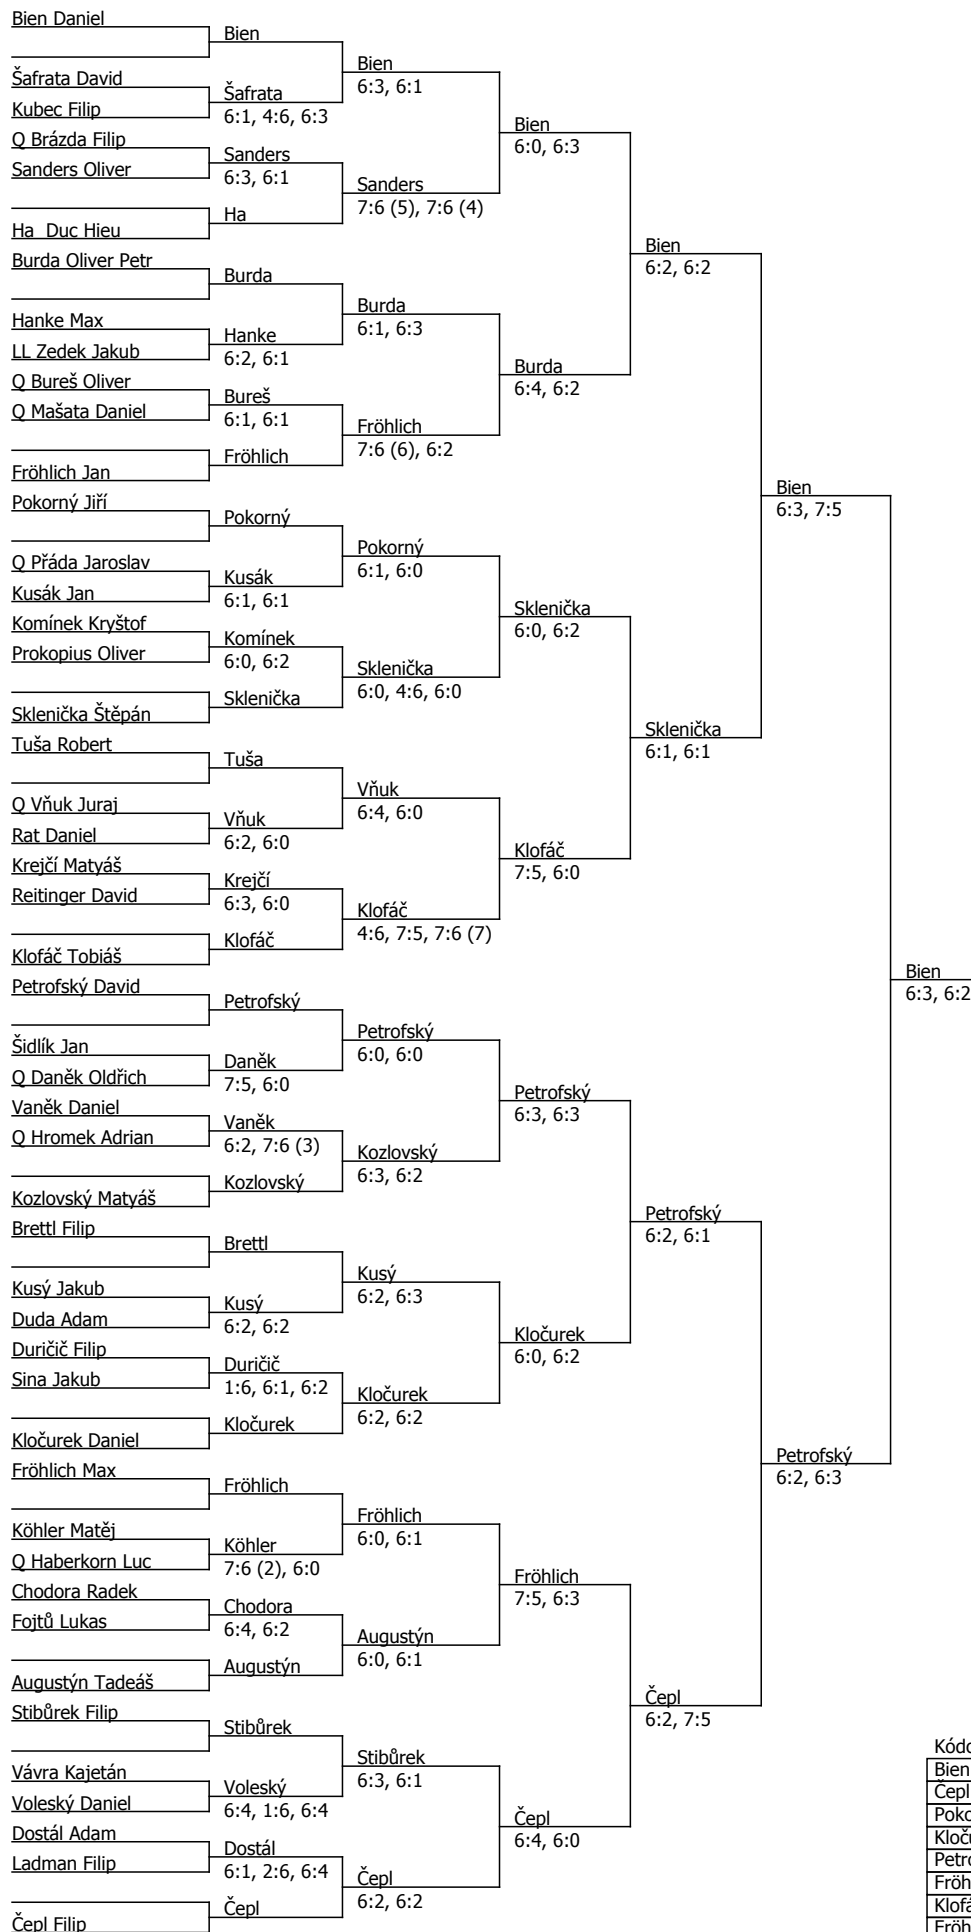 Bien Daniel
Bien
Bien
6:3, 6:1
Šafrata David
Šafrata
6:1, 4:6, 6:3
Kubec Filip
Bien
6:0, 6:3
Q Brázda Filip
Sanders
6:3, 6:1
Sanders Oliver
Sanders
7:6 (5), 7:6 (4)
Ha
Ha Duc Hieu
Bien
6:2, 6:2
Burda Oliver Petr
Burda
Burda
6:1, 6:3
Hanke Max
Hanke
6:2, 6:1
LL Zedek Jakub
Burda
6:4, 6:2
Q Bureš Oliver
Bureš
6:1, 6:1
Q Mašata Daniel
Fröhlich
7:6 (6), 6:2
Fröhlich
Fröhlich Jan
Bien
6:3, 7:5
Pokorný Jiří
Pokorný
Pokorný
6:1, 6:0
Q Přáda Jaroslav
Kusák
6:1, 6:1
Kusák Jan
Sklenička
6:0, 6:2
Komínek Kryštof
Komínek
6:0, 6:2
Prokopius Oliver
Sklenička
6:0, 4:6, 6:0
Sklenička
Sklenička Štěpán
Sklenička
6:1, 6:1
Tuša Robert
Tuša
Vňuk
6:4, 6:0
Q Vňuk Juraj
Vňuk
6:2, 6:0
Rat Daniel
Klofáč
7:5, 6:0
Krejčí Matyáš
Krejčí
6:3, 6:0
Reitinger David
Klofáč
4:6, 7:5, 7:6 (7)
Klofáč
Klofáč Tobiáš
Bien
6:3, 6:2
Petrofský David
Petrofský
Petrofský
6:0, 6:0
Šidlík Jan
Daněk
7:5, 6:0
Q Daněk Oldřich
Petrofský
6:3, 6:3
Vaněk Daniel
Vaněk
6:2, 7:6 (3)
Q Hromek Adrian
Kozlovský
6:3, 6:2
Kozlovský
Kozlovský Matyáš
Petrofský
6:2, 6:1
Brettl Filip
Brettl
Kusý
6:2, 6:3
Kusý Jakub
Kusý
6:2, 6:2
Duda Adam
Kločurek
6:0, 6:2
Duričič Filip
Duričič
1:6, 6:1, 6:2
Sina Jakub
Kločurek
6:2, 6:2
Kločurek
Kločurek Daniel
Petrofský
6:2, 6:3
Fröhlich Max
Fröhlich
Fröhlich
6:0, 6:1
Köhler Matěj
Köhler
7:6 (2), 6:0
Q Haberkorn Luc
Fröhlich
7:5, 6:3
Chodora Radek
Chodora
6:4, 6:2
Fojtů Lukas
Augustýn
6:0, 6:1
Augustýn
Augustýn Tadeáš
Čepl
6:2, 7:5
Stibůrek Filip
Stibůrek
Stibůrek
6:3, 6:1
Vávra Kajetán
Voleský
6:4, 1:6, 6:4
Voleský Daniel
Čepl
6:4, 6:0
Dostál Adam
Dostál
6:1, 2:6, 6:4
Ladman Filip
Čepl
6:2, 6:2
Čepl
Čepl Filip
Bien
Čepl